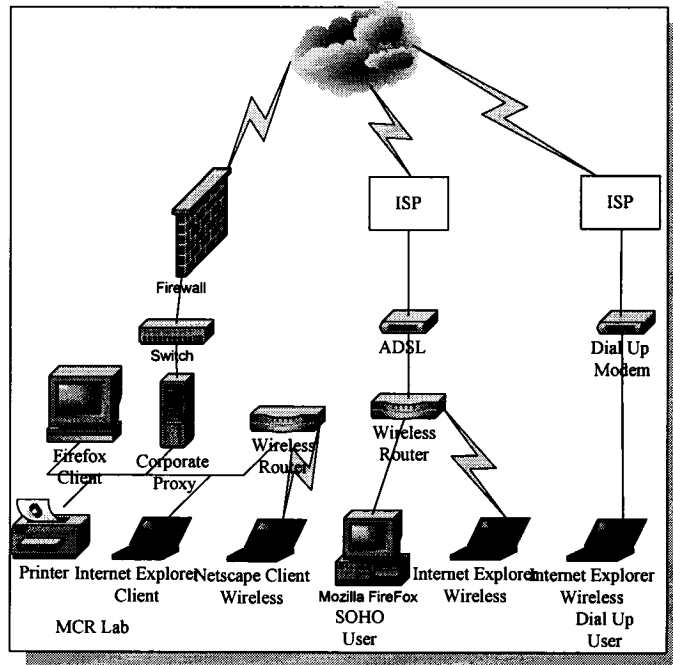 ISP
ISP
Firewall
Switch
ADSL
Dial Up
Modem
Firefox
Client
Corporate
Proxy
Wireless
Router
Wireless
Router
Printer
Internet Explorer
Client
Netscape Client
Wireless
Mozilla FireFox
SOHO
User
Internet Explorer
Wireless
Internet Explorer
Wireless
Dial Up
User
MCR Lab